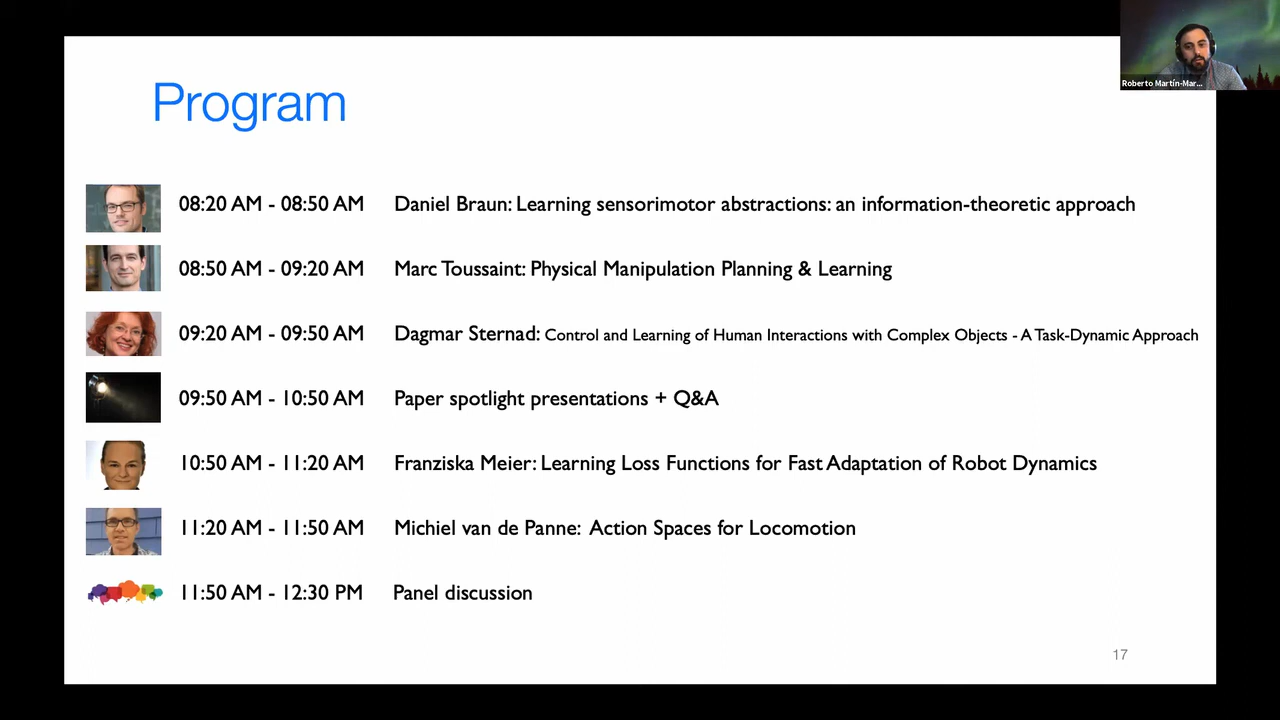 Roberto Martín-Mar...
Program
08:20 AM - 08:50 AM Daniel Braun: Learning sensorimotor abstractions: an information-theoretic approach
08:50 AM - 09:20 AM Marc Toussaint: Physical Manipulation Planning & Learning
09:20 AM - 09:50 AM Dagmar Sternad: Control and Learning of Human Interactions with Complex Objects - A Task-Dynamic Approach
09:50 AM - 10:50 AM Paper spotlight presentations + Q&A
10:50 AM - 11:20 AM Franziska Meier: Learning Loss Functions for Fast Adaptation of Robot Dynamics
11:20 AM - 11:50 AM Michiel van de Panne: Action Spaces for Locomotion
11:50 AM - 12:30 PM Panel discussion
17